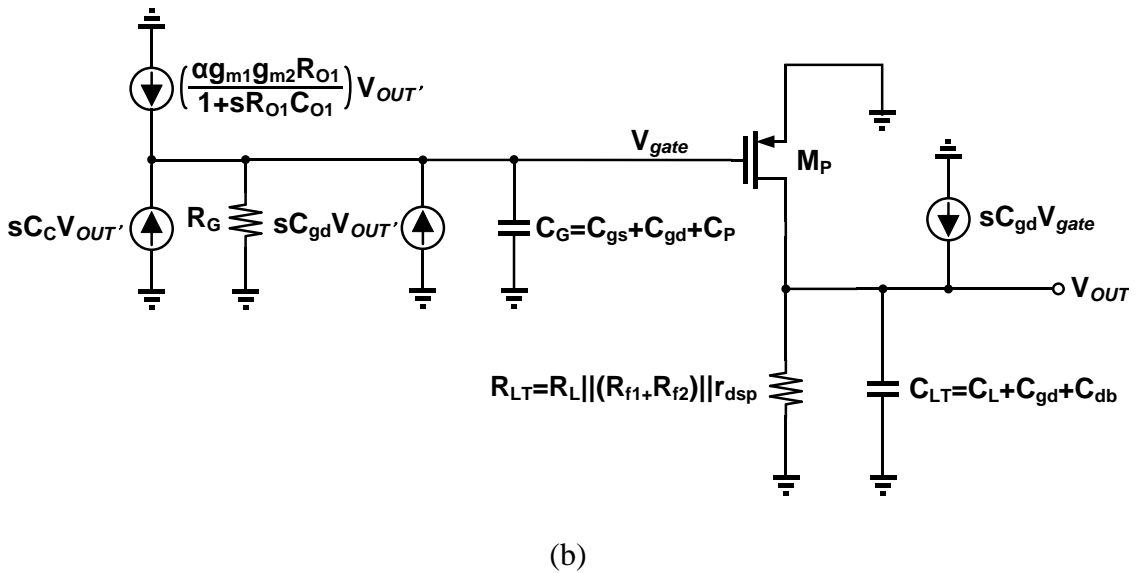 (αgm1gm2RO1 / 1+sRO1CO1) VOUT'
Vgate
MP
sCCVOUT'
RG
sCgdVOUT'
CG=Cgs+Cgd+CP
sCgdVgate
VOUT
RLT=RL||(Rf1+Rf2)||rdsp
CLT=CL+Cgd+Cdb
(b)